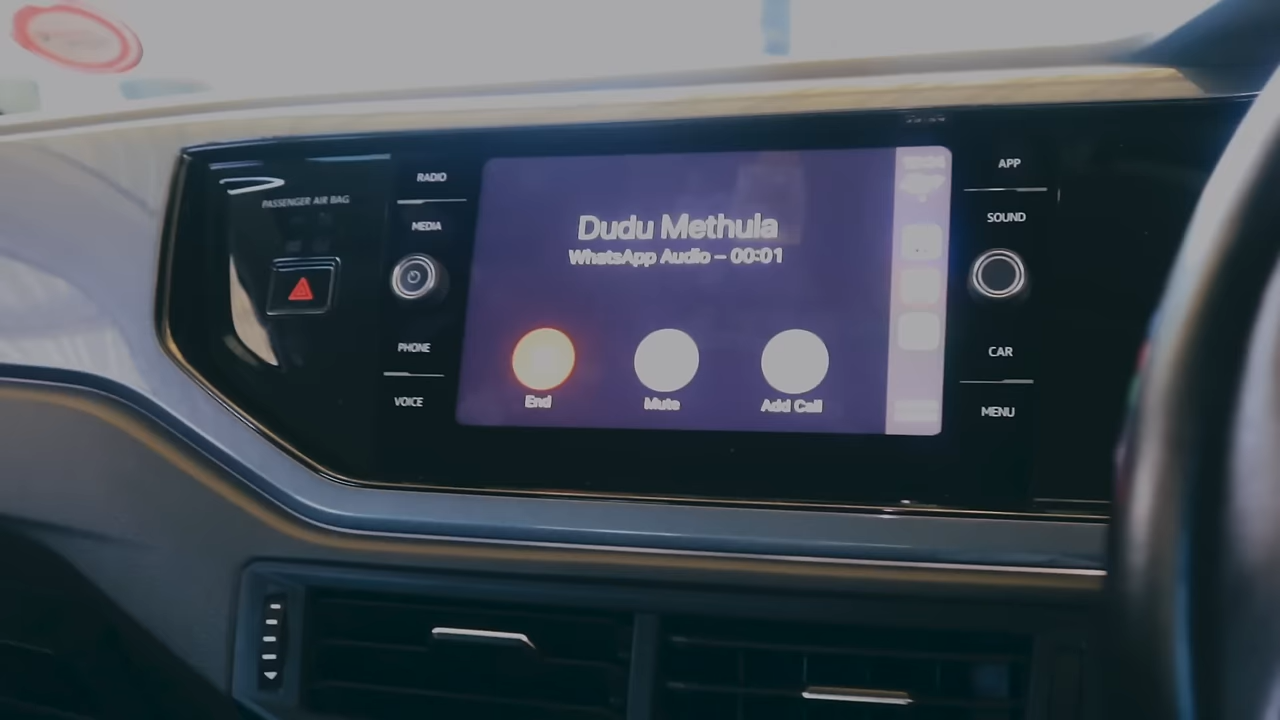 PASSENGER AIR BAG
RADIO
MEDIA
PHONE
VOICE
Dudu Methula
WhatsApp Audio – 00:01
End
Mute
Add Call
APP
SOUND
CAR
MENU